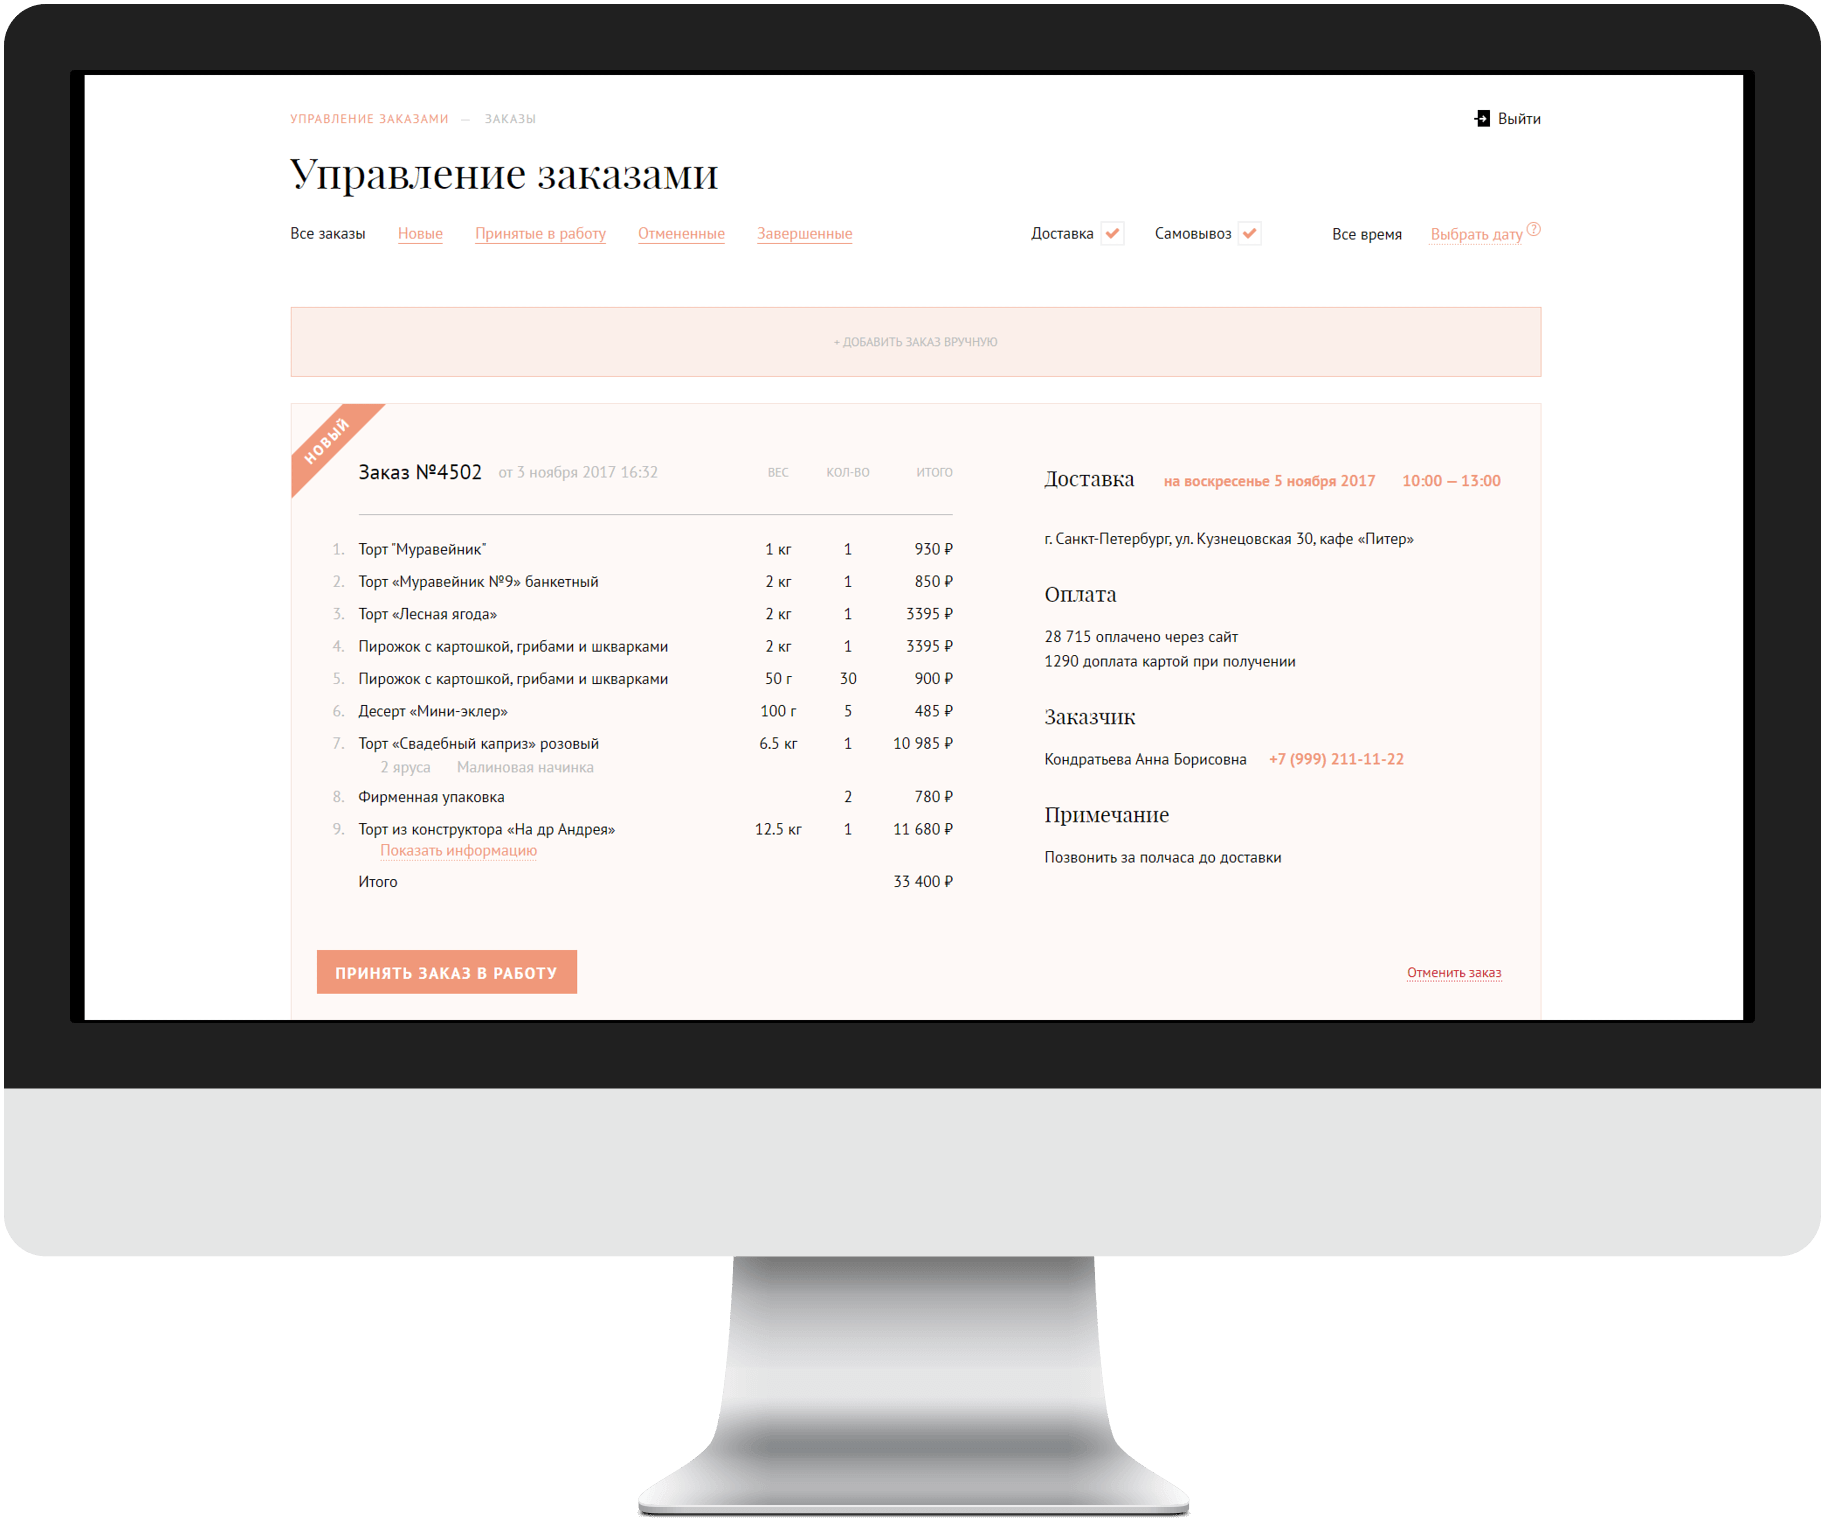 УПРАВЛЕНИЕ ЗАКАЗАМИ — ЗАКАЗЫ
Выйти
Управление заказами
Все заказы Новые Принятые в работу Отмененные Завершенные Доставка Самовывоз Все время Выбрать дату ?
+ ДОБАВИТЬ ЗАКАЗ ВРУЧНУЮ
НОВЫЙ
Заказ №4502 от 3 ноября 2017 16:32 ВЕС КОЛ-ВО ИТОГО
1. Торт "Муравейник" 1 кг 1 930 ₽
2. Торт «Муравейник №9» банкетный 2 кг 1 850 ₽
3. Торт «Лесная ягода» 2 кг 1 3395 ₽
4. Пирожок с картошкой, грибами и шкварками 2 кг 1 3395 ₽
5. Пирожок с картошкой, грибами и шкварками 50 г 30 900 ₽
6. Десерт «Мини-эклер» 100 г 5 485 ₽
7. Торт «Свадебный каприз» розовый 6.5 кг 1 10 985 ₽
2 яруса Малиновая начинка
8. Фирменная упаковка 2 780 ₽
9. Торт из конструктора «На др Андрея» 12.5 кг 1 11 680 ₽
Показать информацию
Итого 33 400 ₽
Доставка на воскресенье 5 ноября 2017 10:00 — 13:00
г. Санкт-Петербург, ул. Кузнецовская 30, кафе «Питер»
Оплата
28 715 оплачено через сайт
1290 доплата картой при получении
Заказчик
Кондратьева Анна Борисовна +7 (999) 211-11-22
Примечание
Позвонить за полчаса до доставки
ПРИНЯТЬ ЗАКАЗ В РАБОТУ
Отменить заказ